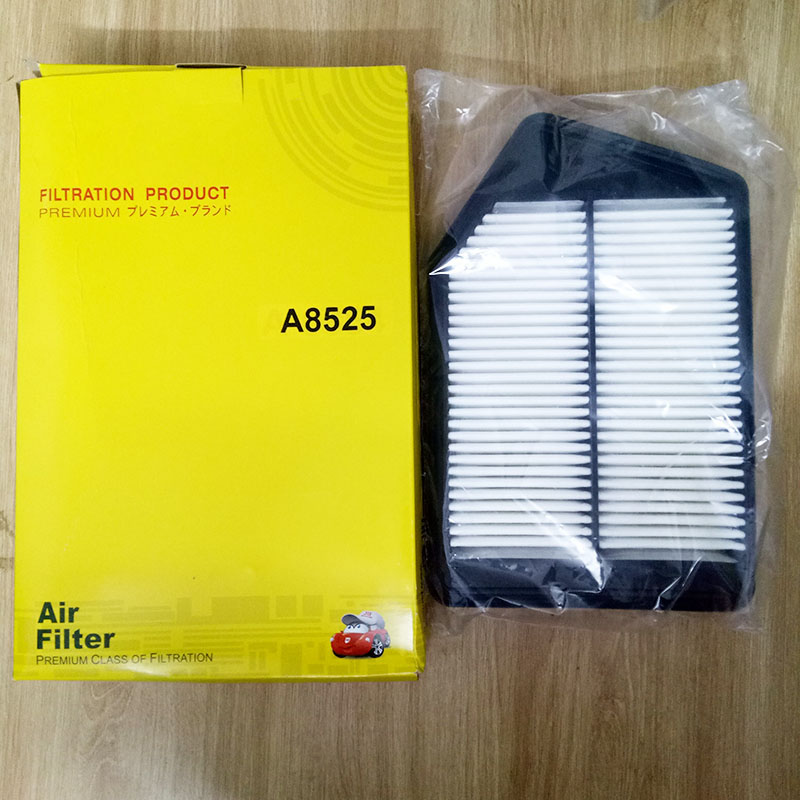 FILTRATION PRODUCT
PREMIUM プレミアム・ブランド
A8525
Air
Filter
PREMIUM CLASS OF FILTRATION